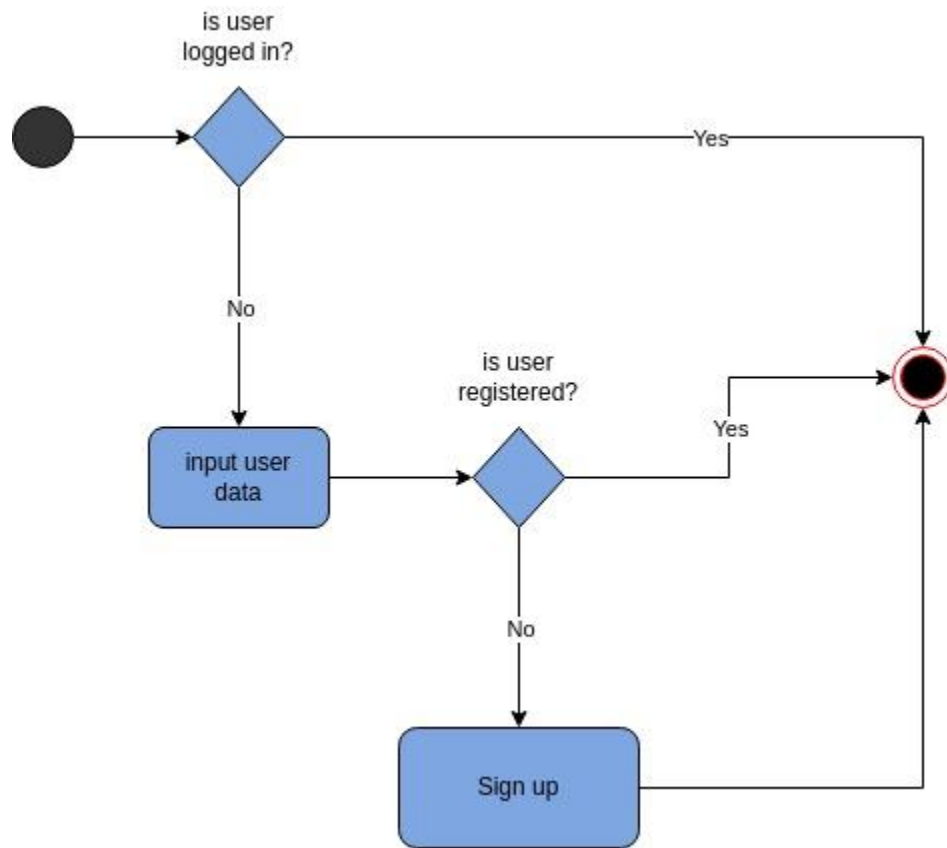 is user
logged in?
Yes
No
is user
registered?
Yes
input user
data
No
Sign up